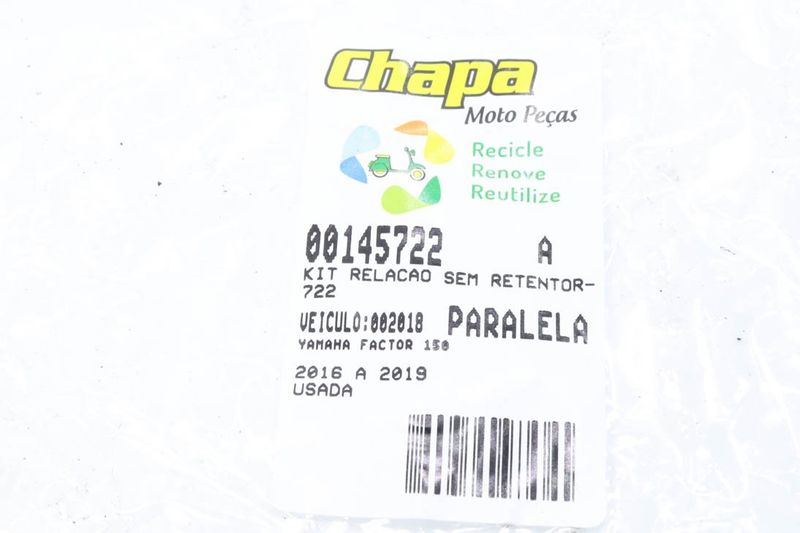 Chapa
Moto Peças
Recicle
Renove
Reutilize
00145722 A
KIT RELACAO SEM RETENTOR-
722
VEICULO:002018 PARALELA
YAMAHA FACTOR 150
2016 A 2019
USADA